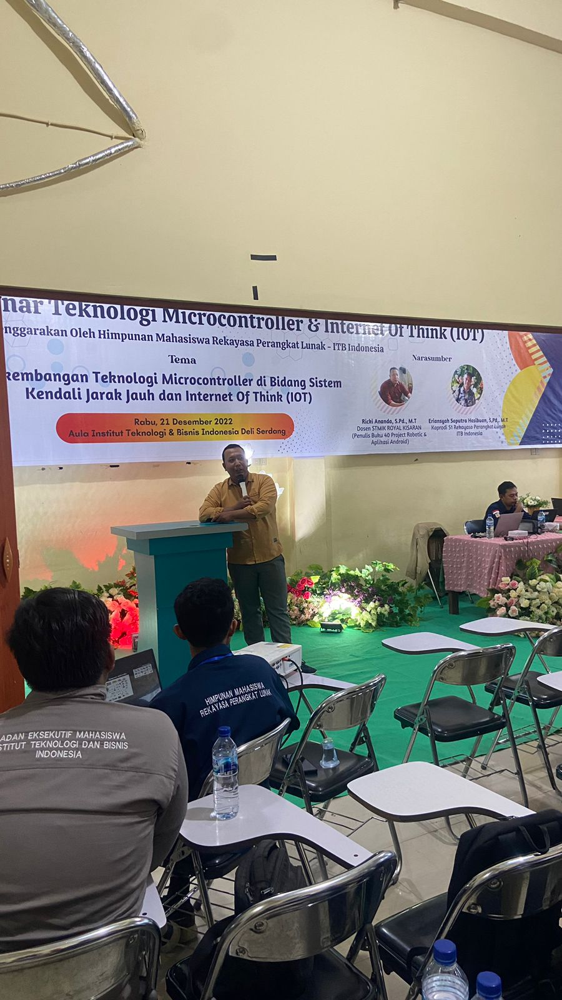 nar Teknologi Microcontroller & Internet Of Think (IOT)
enggarakan Oleh Himpunan Mahasiswa Rekayasa Perangkat Lunak - ITB Indonesia
Tema
kembangan Teknologi Microcontroller di Bidang Sistem
Kendali Jarak Jauh dan Internet Of Think (IOT)
Rabu, 21 Desember 2022
Aula Institut Teknologi & Bisnis Indonesia Deli Serdang
Narasumber
Richi Ananda, S.Pd., M.T
Dosen STMIK ROYAL KISARAN
(Penulis Buku 40 Project Robotic &
Aplikasi Android)
Eriansyah Saputra Hasibuan, S,Pd., M.T
Kaprodi S1 Rekayasa Perangkat Lunak
ITB Indonesia
HIMPUNAN MAHASISWA
REKAYASA PERANGKAT LUNAK
ADAN EKSEKUTIF MAHASISWA
STITUT TEKNOLOGI DAN BISNIS
INDONESIA